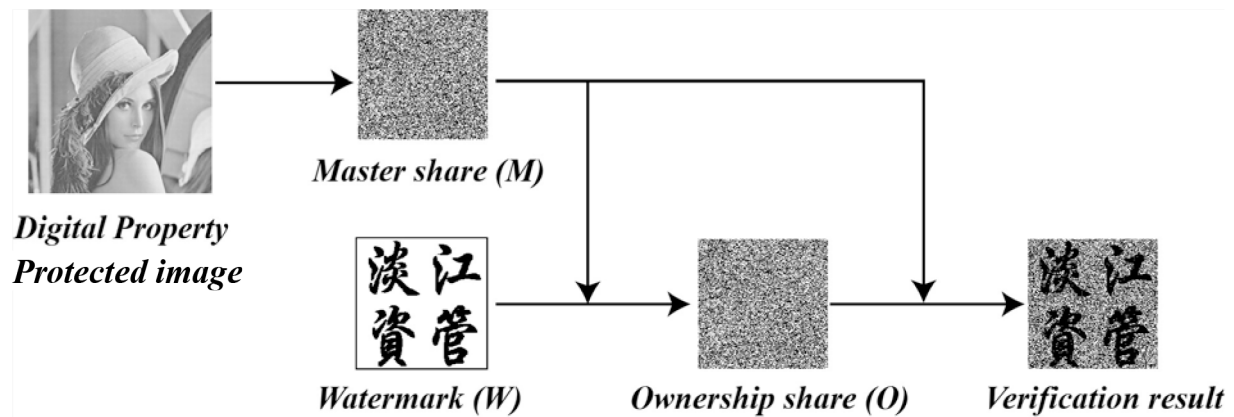 Master share (M)
Digital Property
Protected image
淡江
資管
Watermark (W)
Ownership share (O)
淡江
資管
Verification result